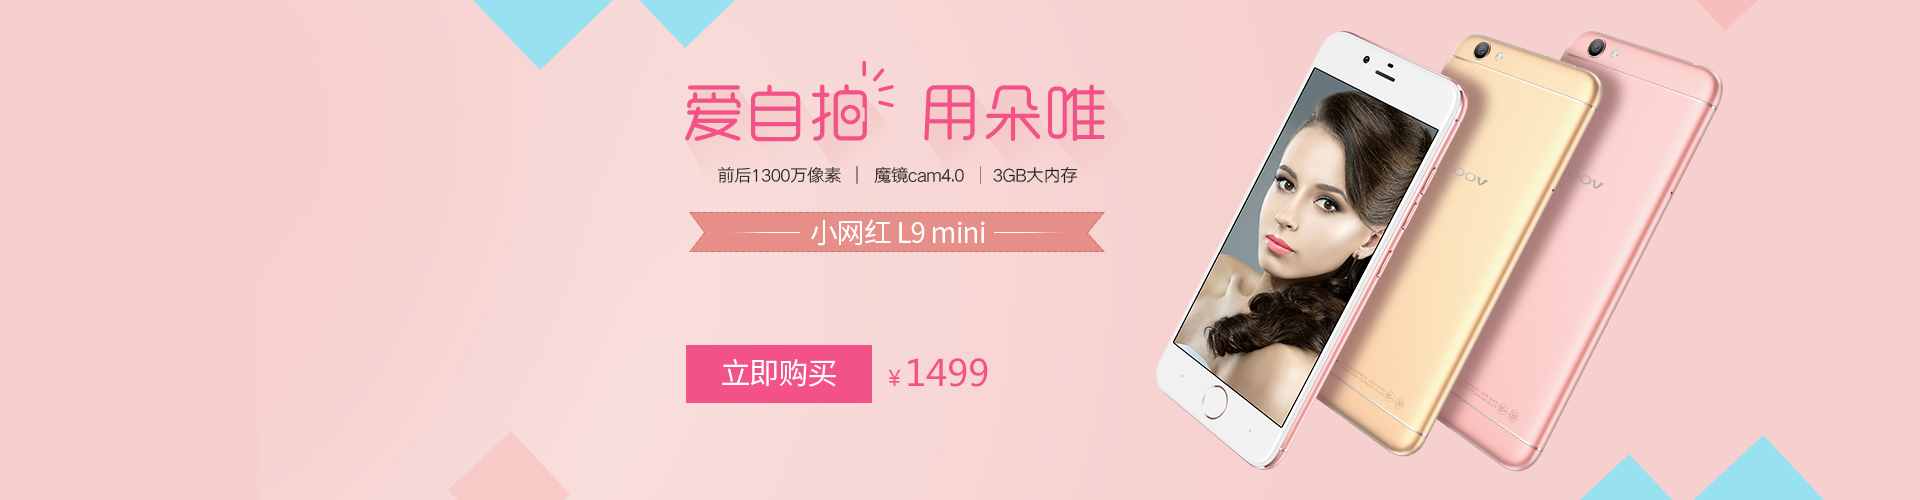 爱自拍 用朵唯
前后1300万像素 | 魔镜cam4.0 | 3GB大内存
小网红 L9 mini
立即购买 ¥1499